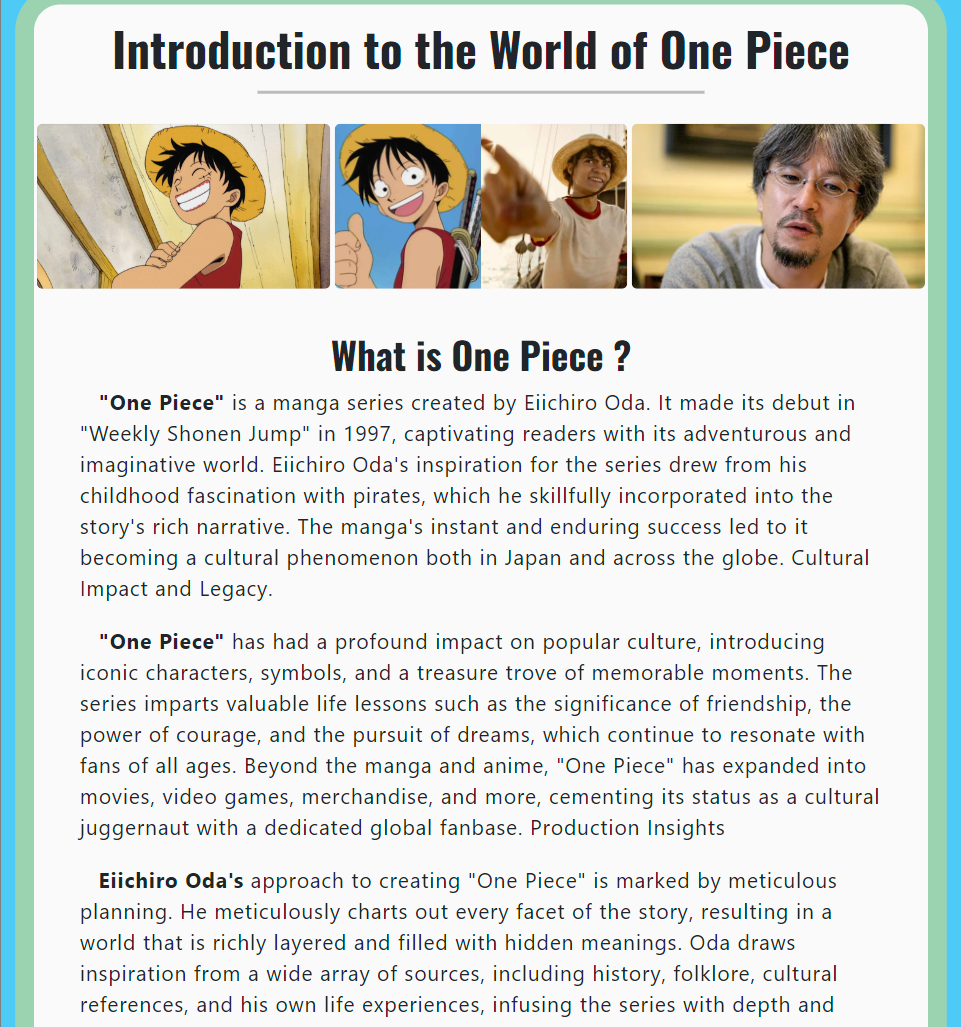 Introduction to the World of One Piece
What is One Piece ?
"One Piece" is a manga series created by Eiichiro Oda. It made its debut in
"Weekly Shonen Jump" in 1997, captivating readers with its adventurous and
imaginative world. Eiichiro Oda's inspiration for the series drew from his
childhood fascination with pirates, which he skillfully incorporated into the
story's rich narrative. The manga's instant and enduring success led to it
becoming a cultural phenomenon both in Japan and across the globe. Cultural
Impact and Legacy.
"One Piece" has had a profound impact on popular culture, introducing
iconic characters, symbols, and a treasure trove of memorable moments. The
series imparts valuable life lessons such as the significance of friendship, the
power of courage, and the pursuit of dreams, which continue to resonate with
fans of all ages. Beyond the manga and anime, "One Piece" has expanded into
movies, video games, merchandise, and more, cementing its status as a cultural
juggernaut with a dedicated global fanbase. Production Insights
Eiichiro Oda's approach to creating "One Piece" is marked by meticulous
planning. He meticulously charts out every facet of the story, resulting in a
world that is richly layered and filled with hidden meanings. Oda draws
inspiration from a wide array of sources, including history, folklore, cultural
references, and his own life experiences, infusing the series with depth and